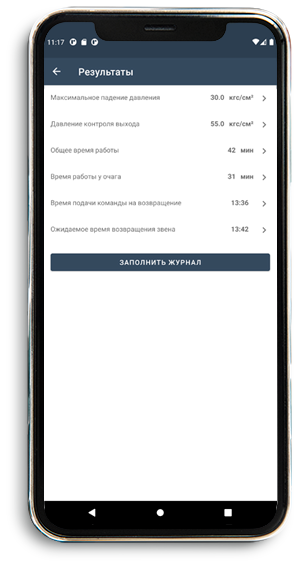 11:17
Результаты
Максимальное падение давления 30.0 кгс/см²
Давление контроля выхода 55.0 кгс/см²
Общее время работы 42 мин
Время работы у очага 31 мин
Время подачи команды на возвращение 13:36
Ожидаемое время возвращения звена 13:42
ЗАПОЛНИТЬ ЖУРНАЛ